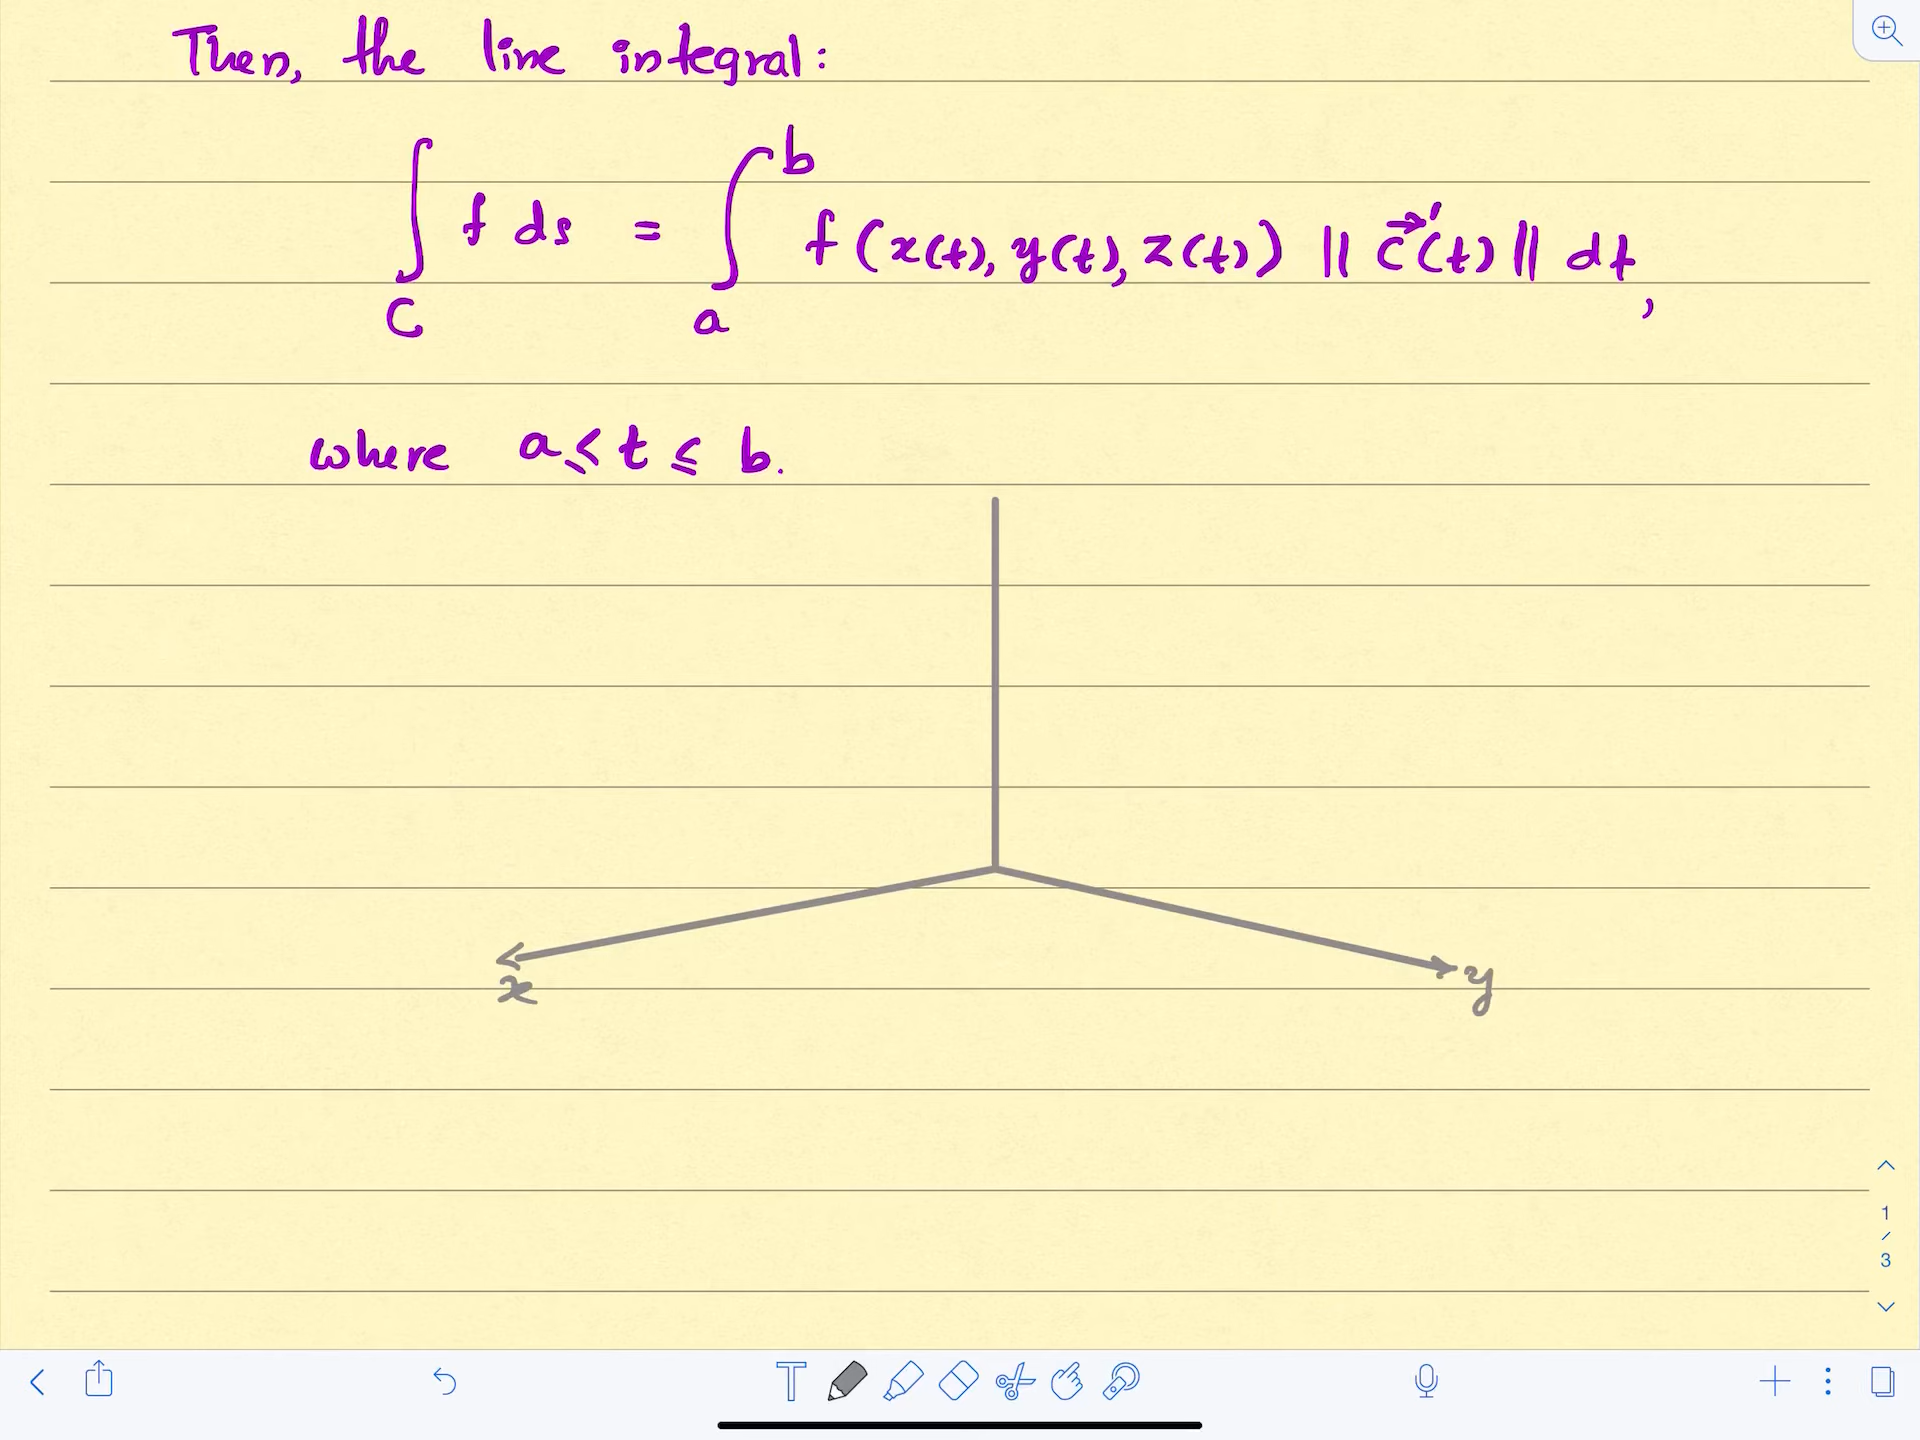 Then, the line integral:
∫_C f ds = ∫_a^b f(x(t), y(t), z(t)) ‖c⃗′(t)‖ dt,
where a ≤ t ≤ b.
x
y
1
/
3
T